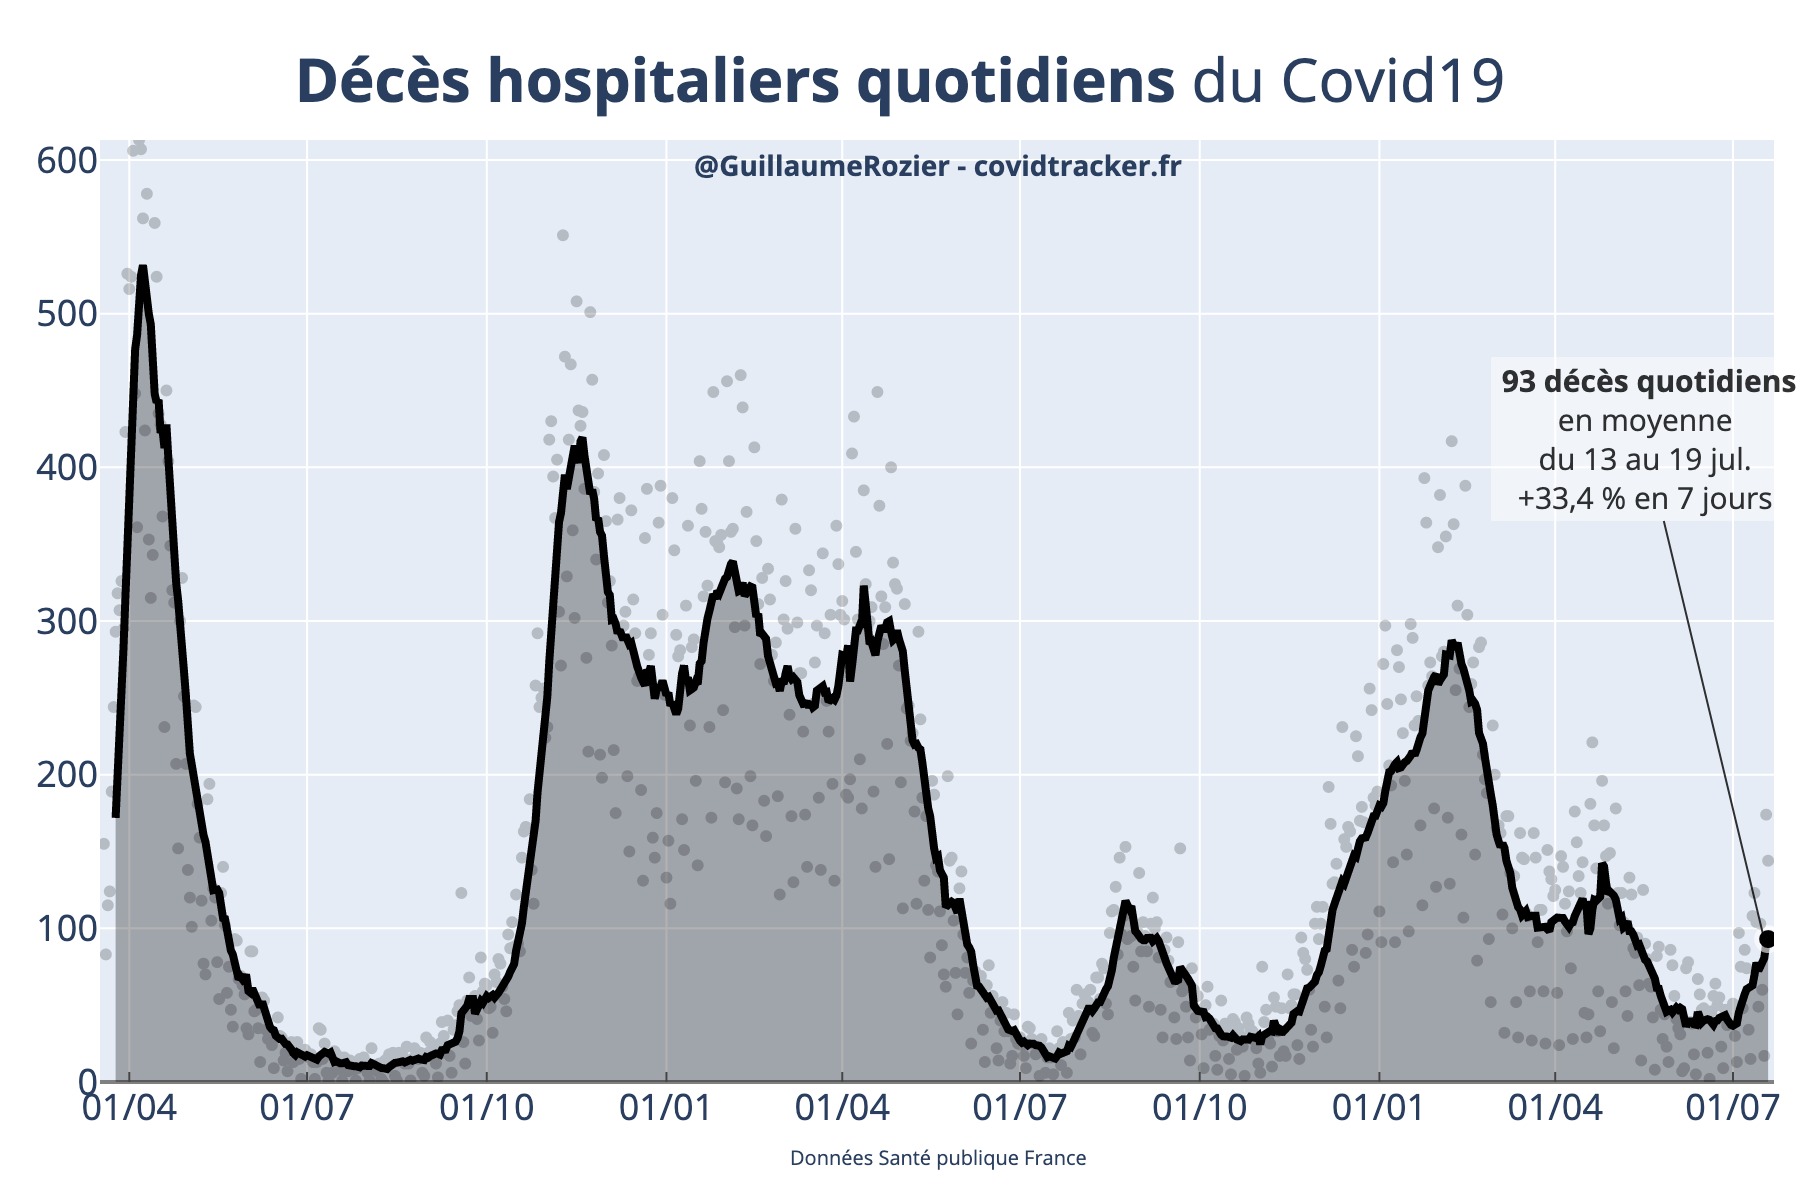 Décès hospitaliers quotidiens du Covid19
@GuillaumeRozier - covidtracker.fr
600
500
400
300
200
100
0
93 décès quotidiens
en moyenne
du 13 au 19 jul.
+33,4 % en 7 jours
01/04 01/07 01/10 01/01 01/04 01/07 01/10 01/01 01/04 01/07
Données Santé publique France